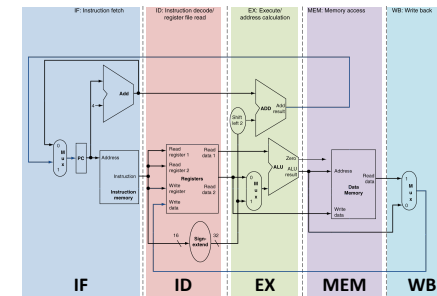 IF: Instruction fetch
ID: Instruction decode/
register file read
EX: Execute/
address calculation
MEM: Memory access
WB: Write back
Add
4
ADD
Add
result
Shift
left 2
0
M
u
x
1
PC
Address
Instruction
Instruction
memory
Read
register 1
Read
data 1
Read
register 2
Registers
Write
register
Read
data 2
Write
data
Zero
ALU
ALU
result
0
M
u
x
1
Address
Read
data
Data
Memory
Write
data
1
M
u
x
0
16
Sign-
extend
32
IF
ID
EX
MEM
WB